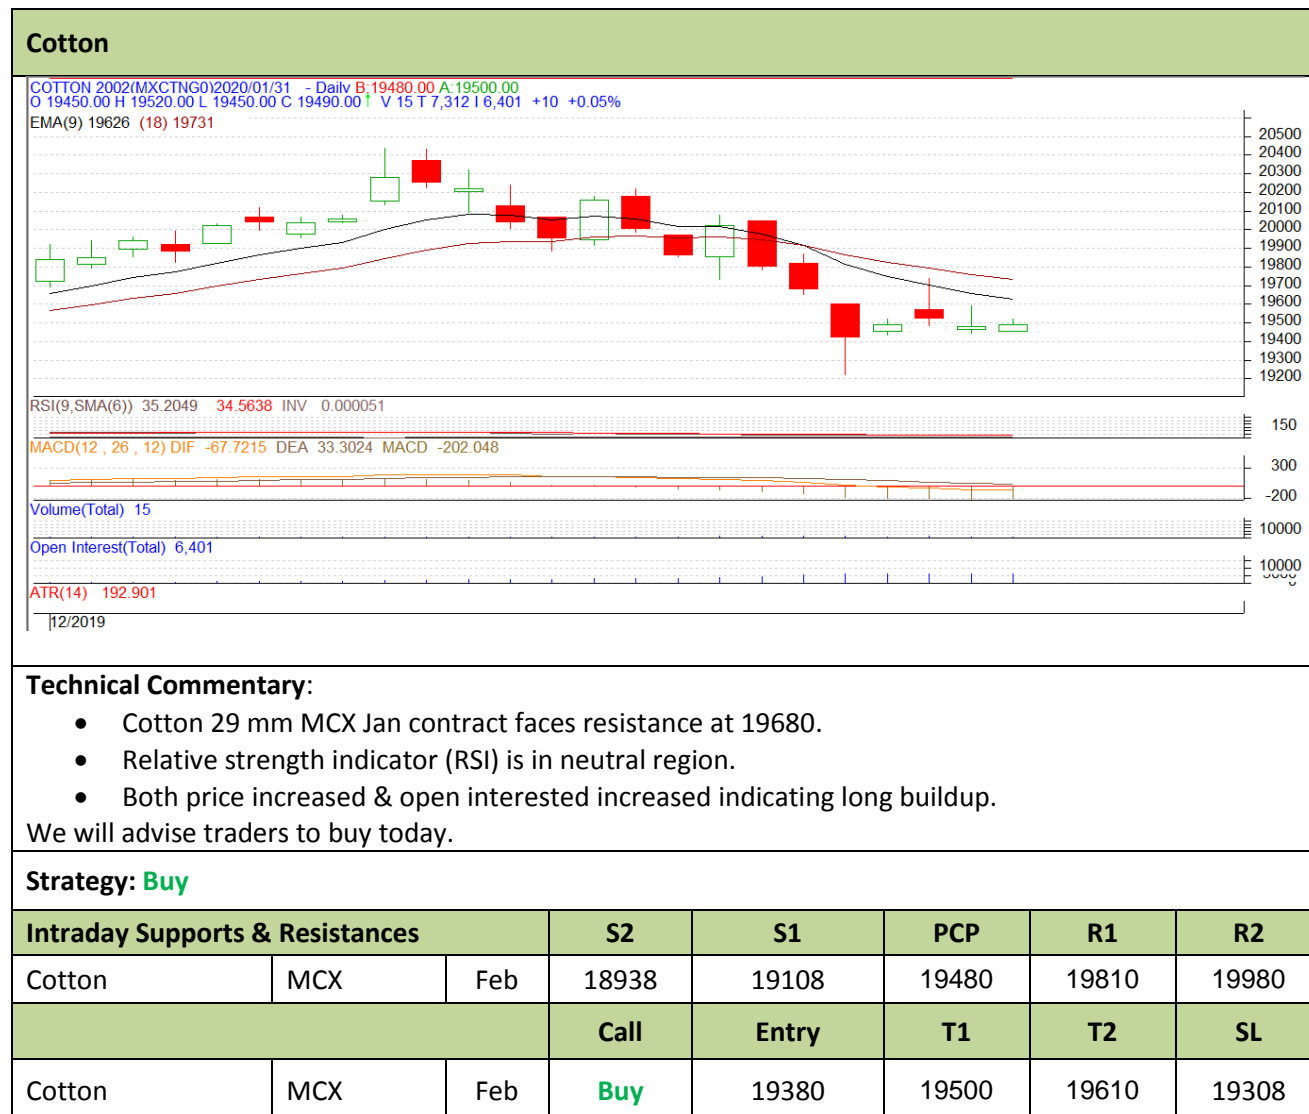 Cotton
COTTON 2002(MXCTNG0)2020/01/31 - Daily B:19480.00 A:19500.00
O 19450.00 H 19520.00 L 19450.00 C 19490.00↑ V 15 T 7,312 I 6,401 +10 +0.05%
EMA(9) 19626 (18) 19731
20500
20400
20300
20200
20100
20000
19900
19800
19700
19600
19500
19400
19300
19200
RSI(9,SMA(6)) 35.2049 34.5638 INV 0.000051
150
MACD(12 , 26 , 12) DIF -67.7215 DEA 33.3024 MACD -202.048
300
-200
Volume(Total) 15
10000
Open Interest(Total) 6,401
10000
ATR(14) 192.901
12/2019
Technical Commentary:
• Cotton 29 mm MCX Jan contract faces resistance at 19680.
• Relative strength indicator (RSI) is in neutral region.
• Both price increased & open interested increased indicating long buildup.
We will advise traders to buy today.
Strategy: Buy
Intraday Supports & Resistances S2 S1 PCP R1 R2
Cotton MCX Feb 18938 19108 19480 19810 19980
Call Entry T1 T2 SL
Cotton MCX Feb Buy 19380 19500 19610 19308